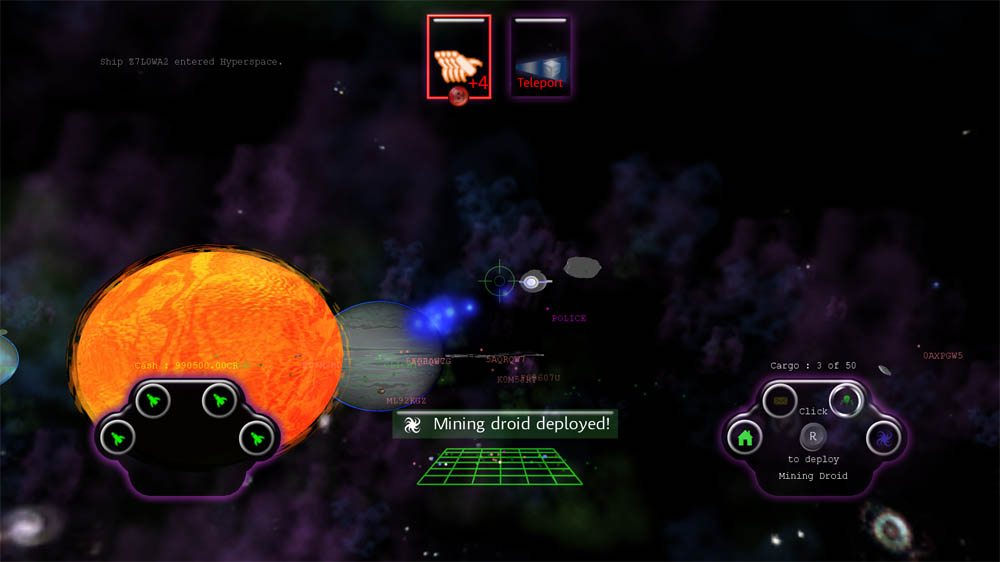 Ship Z7L0WA2 entered Hyperspace.
+4
Teleport
POLICE
0AXPGW5
Cash : 990500.00CR
Cargo : 3 of 50
ML92KGZ
Click
R
Mining droid deployed!
to deploy
Mining Droid